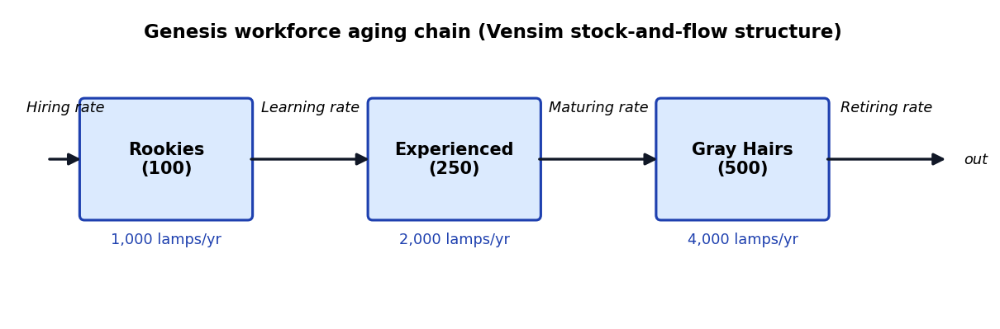 Genesis workforce aging chain (Vensim stock-and-flow structure)
Hiring rate
Learning rate
Maturing rate
Retiring rate
Rookies
(100)
Experienced
(250)
Gray Hairs
(500)
out
1,000 lamps/yr
2,000 lamps/yr
4,000 lamps/yr